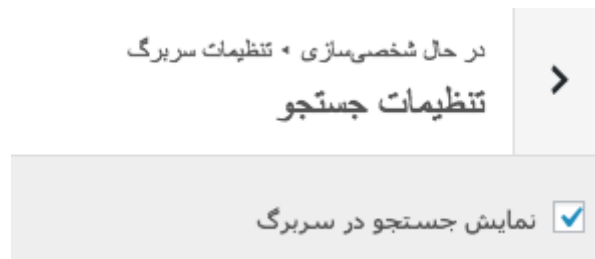 در حال شخصی‌سازی ▸ تنظیمات سربرگ
تنظیمات جستجو
نمایش جستجو در سربرگ